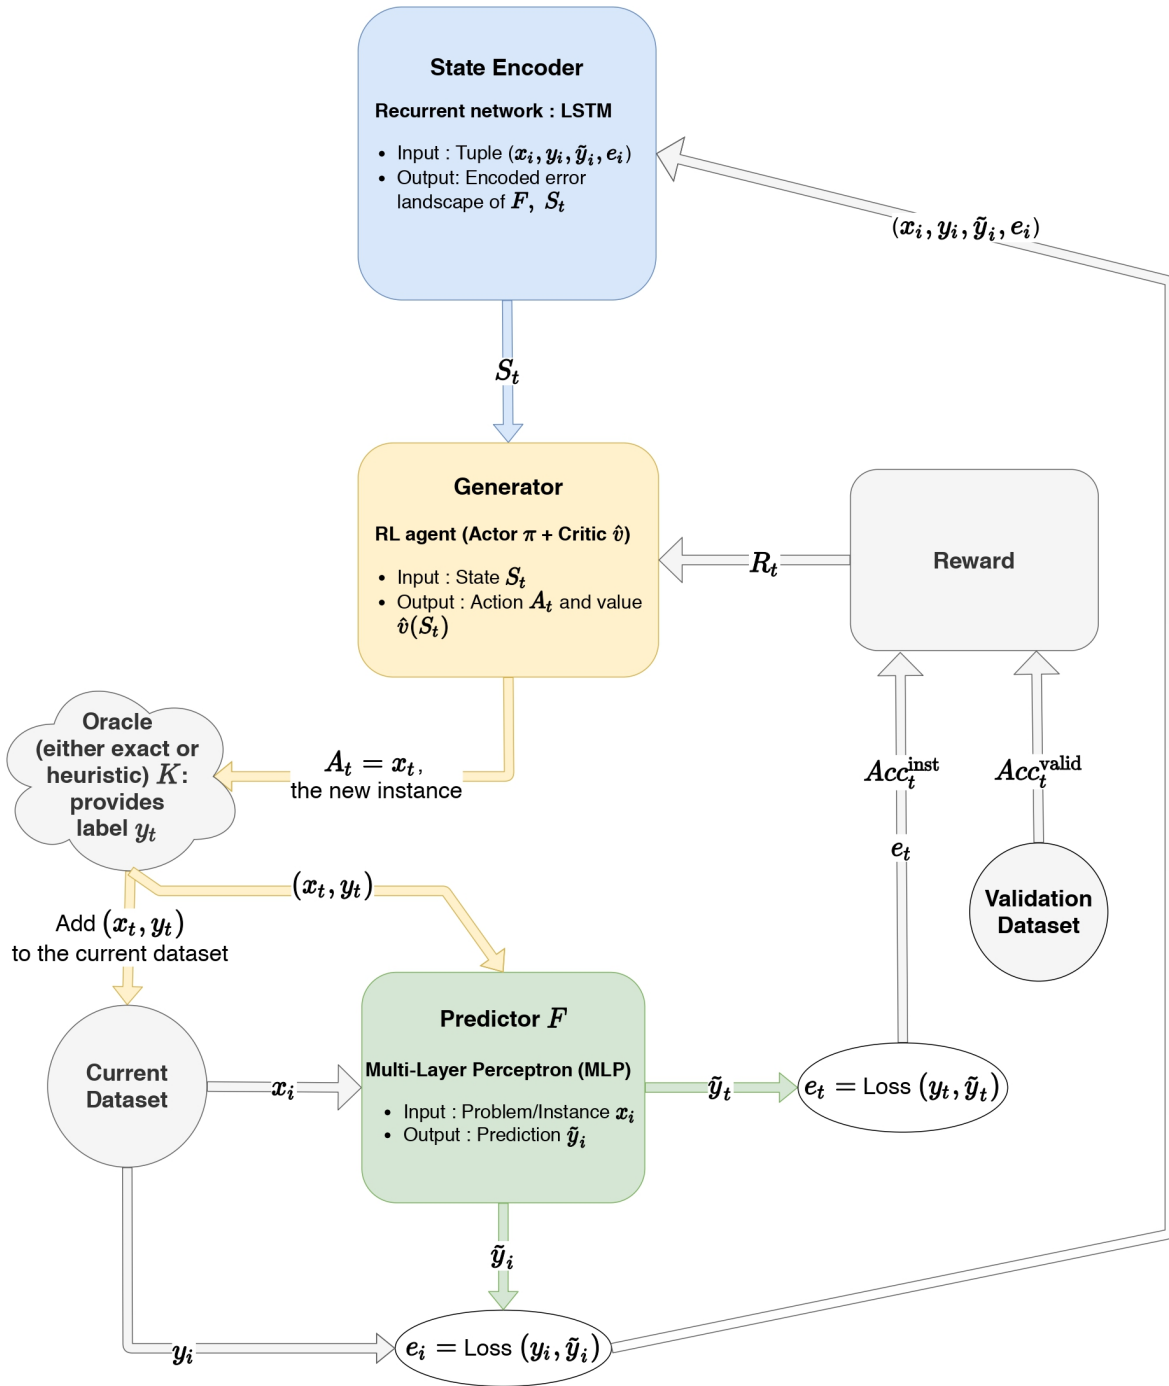 State Encoder
Recurrent network : LSTM
• Input : Tuple (xᵢ, yᵢ, ỹᵢ, eᵢ)
• Output: Encoded error
landscape of F, Sₜ
(xᵢ, yᵢ, ỹᵢ, eᵢ)
Sₜ
Generator
RL agent (Actor π + Critic v̂)
• Input : State Sₜ
• Output : Action Aₜ and value
v̂(Sₜ)
Rₜ
Reward
Oracle
(either exact or
heuristic) K:
provides
label yₜ
Aₜ = xₜ,
the new instance
Accₜ^inst
Accₜ^valid
eₜ
(xₜ, yₜ)
Add (xₜ, yₜ)
to the current dataset
Validation
Dataset
Predictor F
Multi-Layer Perceptron (MLP)
• Input : Problem/Instance xᵢ
• Output : Prediction ỹᵢ
Current
Dataset
xᵢ
ỹₜ
eₜ = Loss (yₜ, ỹₜ)
ỹᵢ
yᵢ
eᵢ = Loss (yᵢ, ỹᵢ)